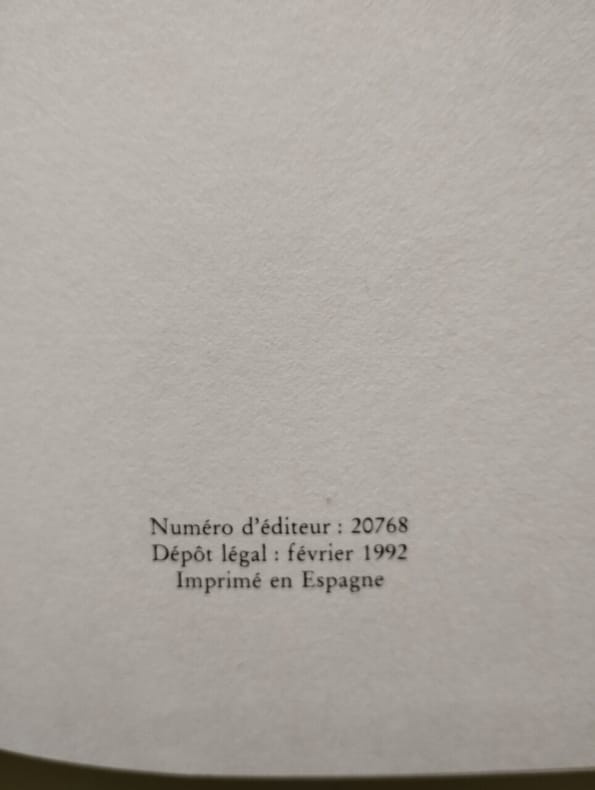 Numéro d'éditeur : 20768
Dépôt légal : février 1992
Imprimé en Espagne